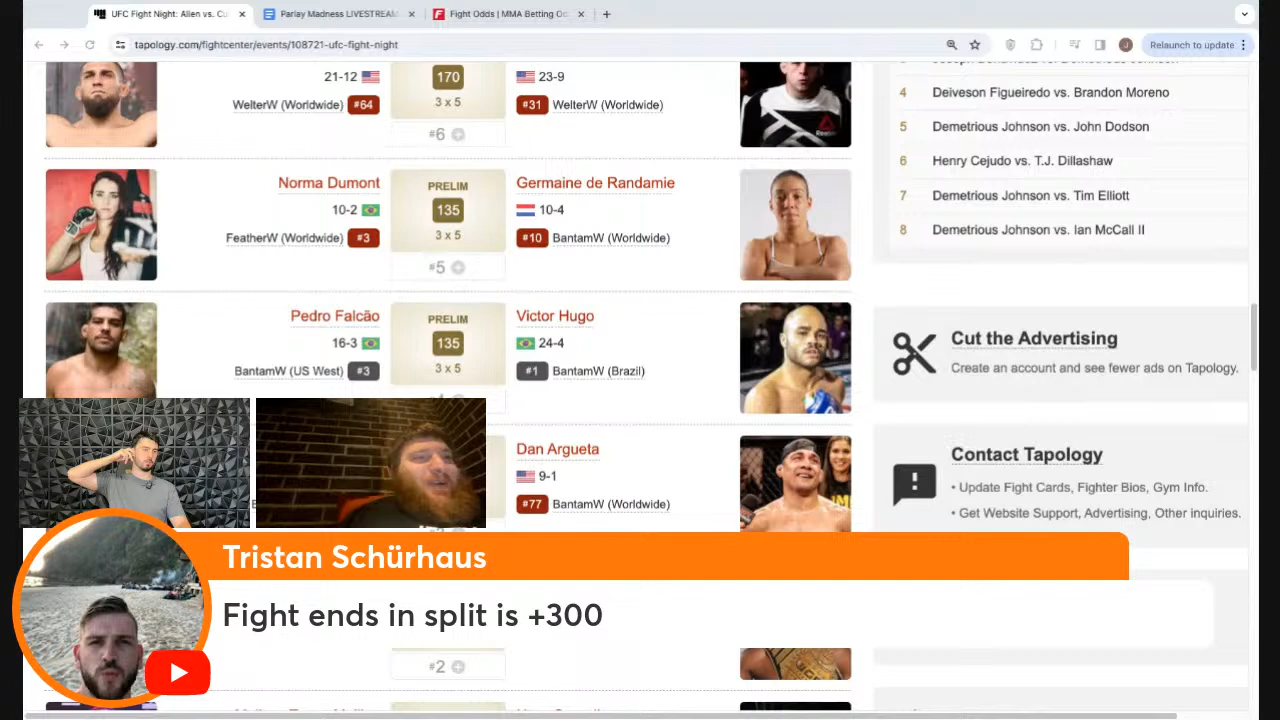 UFC Fight Night: Allen vs. Cu
Parlay Madness LIVESTREAM
Fight Odds | MMA Betting Od
tapology.com/fightcenter/events/108721-ufc-fight-night
J
Relaunch to update
21-12
170
23-9
WelterW (Worldwide) #64
3 x 5
#31 WelterW (Worldwide)
#6
Norma Dumont
PRELIM
Germaine de Randamie
10-2
135
10-4
FeatherW (Worldwide) #3
3 x 5
#10 BantamW (Worldwide)
#5
Pedro Falcão
PRELIM
Victor Hugo
16-3
135
24-4
BantamW (US West) #3
3 x 5
#1 BantamW (Brazil)
Dan Argueta
9-1
#77 BantamW (Worldwide)
#2
4 Deiveson Figueiredo vs. Brandon Moreno
5 Demetrious Johnson vs. John Dodson
6 Henry Cejudo vs. T.J. Dillashaw
7 Demetrious Johnson vs. Tim Elliott
8 Demetrious Johnson vs. Ian McCall II
Cut the Advertising
Create an account and see fewer ads on Tapology.
Contact Tapology
• Update Fight Cards, Fighter Bios, Gym Info.
• Get Website Support, Advertising, Other inquiries.
Tristan Schürhaus
Fight ends in split is +300